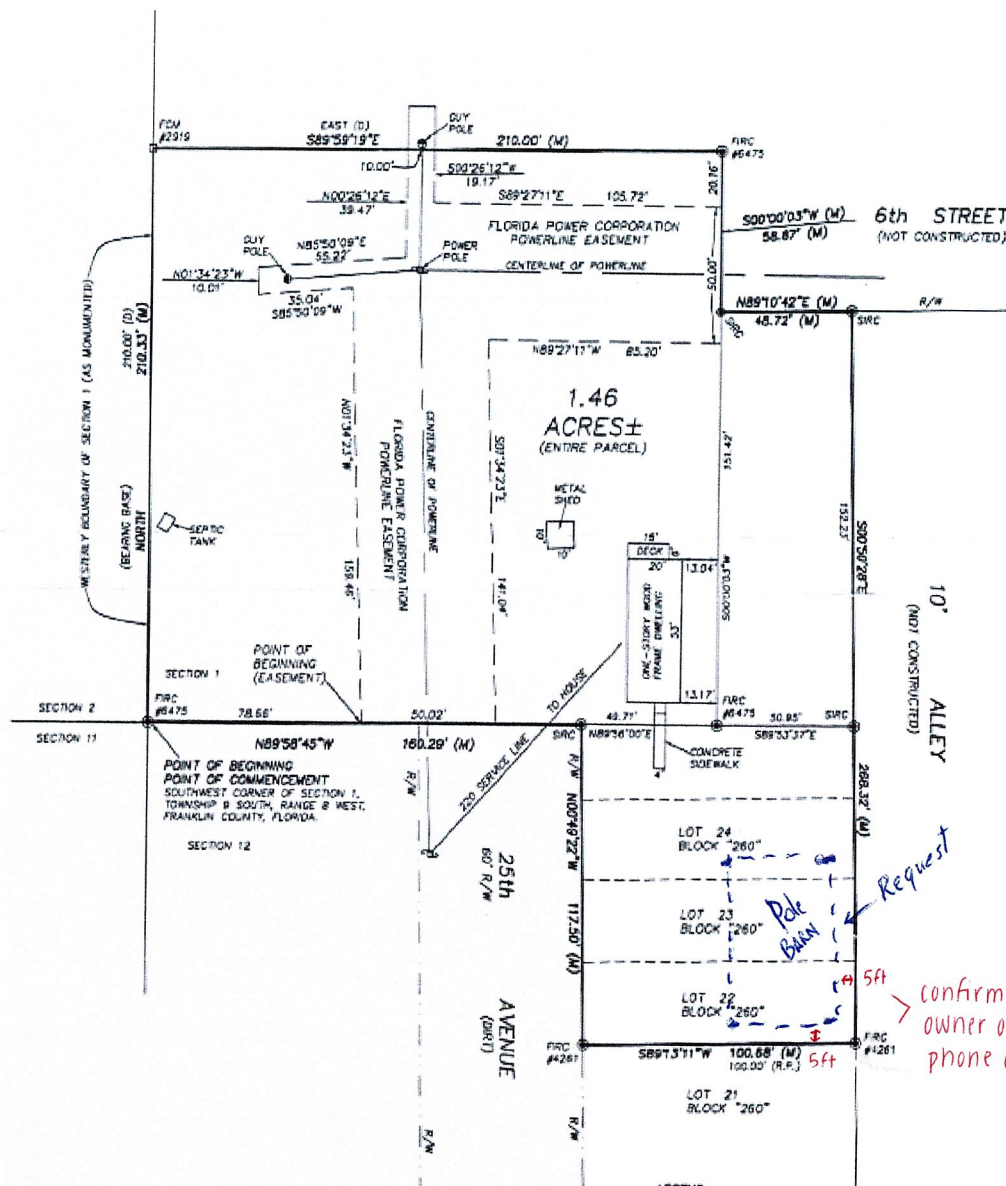 FCM
#2919
EAST (D)
S89°59'19"E
GUY
POLE
210.00' (M)
FIRC
#6475
10.00'
S00°26'12"W
19.17'
N00°26'12"E
39.47'
S89°27'11"E 105.72'
20.16'
S00°00'03"W (M)
58.67' (M)
6th STREET
(NOT CONSTRUCTED)
FLORIDA POWER CORPORATION
POWERLINE EASEMENT
GUY
POLE
N85°50'09"E
55.22'
POWER
POLE
CENTERLINE OF POWERLINE
50.00'
N01°34'23"W
10.01'
35.04'
S85°50'09"W
N89°10'42"E (M)
48.72' (M)
R/W
SIRC
SIRC
WESTERLY BOUNDARY OF SECTION 1 (AS MONUMENTED)
210.00' (D)
210.33' (M)
(BEARING BASE)
NORTH
N89°27'11"W 85.20'
1.46
ACRES±
(ENTIRE PARCEL)
N01°34'23"W
159.46'
FLORIDA POWER CORPORATION
POWERLINE EASEMENT
CENTERLINE OF POWERLINE
S01°34'23"E
141.04'
151.42'
S00°00'03"W
152.23'
S00°50'28"E
SEPTIC
TANK
METAL
SHED
10'
10'
15'
DECK
20'
13.04'
ONE-STORY WOOD
FRAME DWELLING
53'
13.17'
10' ALLEY
(NOT CONSTRUCTED)
POINT OF
BEGINNING
(EASEMENT)
TO HOUSE
SECTION 1
SECTION 2
SECTION 11
FIRC
#6475
78.66'
50.02'
N89°58'45"W 160.29' (M)
SIRC
49.71'
N89°56'00"E
FIRC
#6475
50.95'
S89°53'37"E
SIRC
POINT OF BEGINNING
POINT OF COMMENCEMENT
SOUTHWEST CORNER OF SECTION 1,
TOWNSHIP 9 SOUTH, RANGE 8 WEST,
FRANKLIN COUNTY, FLORIDA.
SECTION 12
R/W
220 SERVICE LINE
R/W
CONCRETE
SIDEWALK
4'
N00°49'22"W
117.50' (M)
268.32' (M)
25th
60' R/W
AVENUE
(DIRT)
LOT 24
BLOCK "260"
LOT 23
BLOCK "260"
LOT 22
BLOCK "260"
Pole
BARN
Request
5ft
5ft
confirm
phone
FIRC
#4261
S89°13'11"W 100.68' (M)
100.00' (R.P.)
FIRC
#4261
LOT 21
BLOCK "260"
R/W
R/W